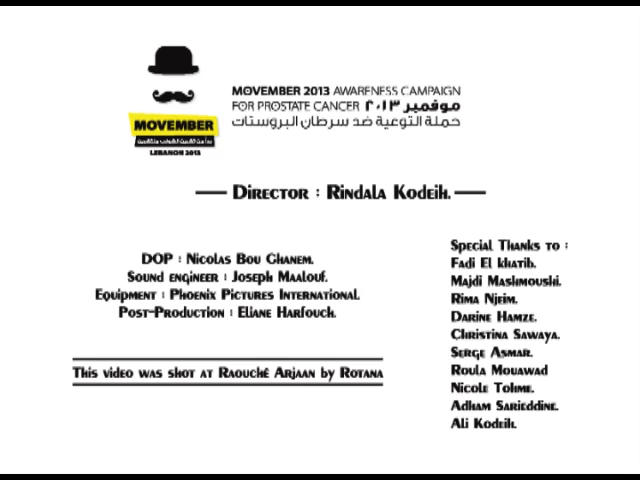 MOVEMBER 2013 AWARENESS CAMPAIGN
FOR PROSTATE CANCER موفمبر ٢٠١٣
حملة التوعية ضد سرطان البروستات
MOVEMBER
LEBANON 2013
Director : Rindala Kodeih.
DOP : Nicolas Bou Ghanem.
Sound engineer : Joseph Maalouf.
Equipment : Phoenix Pictures International.
Post-Production : Eliane Harfouch.
This video was shot at Raouché Arjaan by Rotana
Special Thanks to :
Fadi El khatib.
Majdi Mashmoushi.
Rima Njeim.
Darine Hamze.
Christina Sawaya.
Serge Asmar.
Roula Mouawad
Nicole Tohme.
Adham Sarieddine.
Ali Kodeih.